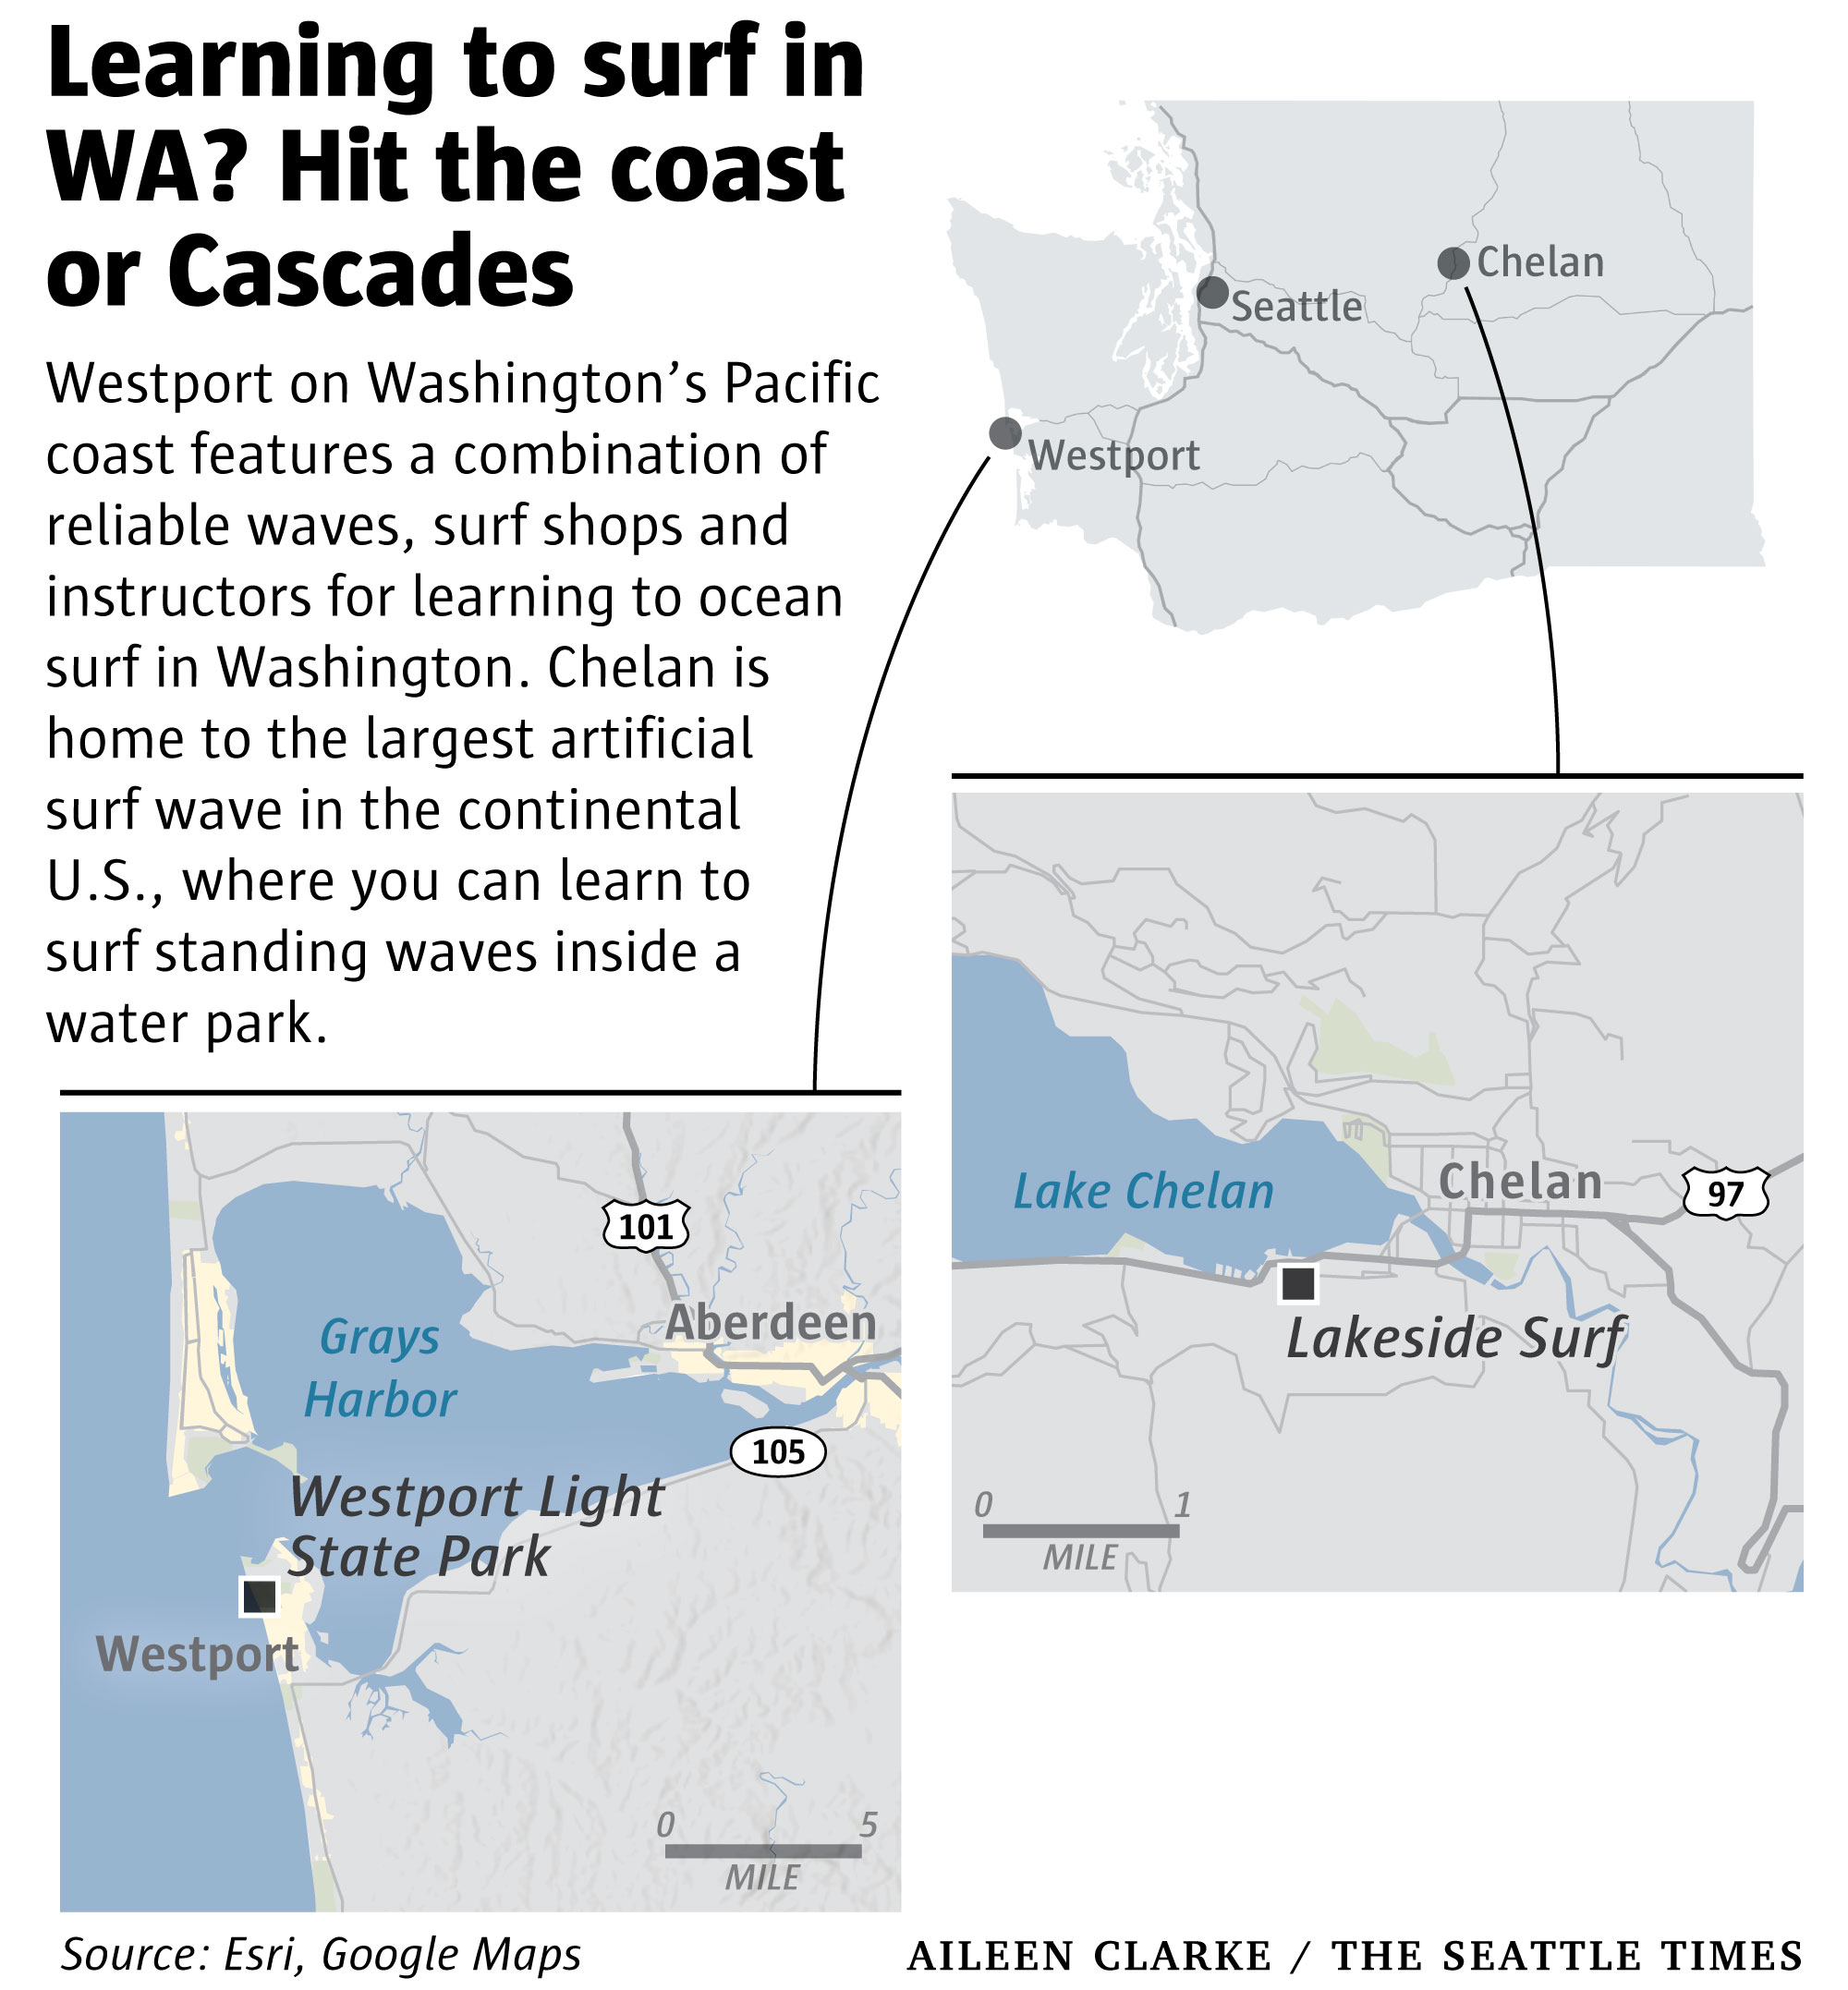 Learning to surf in
WA? Hit the coast
or Cascades
Westport on Washington’s Pacific
coast features a combination of
reliable waves, surf shops and
instructors for learning to ocean
surf in Washington. Chelan is
home to the largest artificial
surf wave in the continental
U.S., where you can learn to
surf standing waves inside a
water park.
Chelan
Seattle
Westport
Lake Chelan
Chelan
97
Lakeside Surf
0 1
MILE
101
Aberdeen
Grays
Harbor
105
Westport Light
State Park
Westport
0 5
MILE
Source: Esri, Google Maps
AILEEN CLARKE / THE SEATTLE TIMES